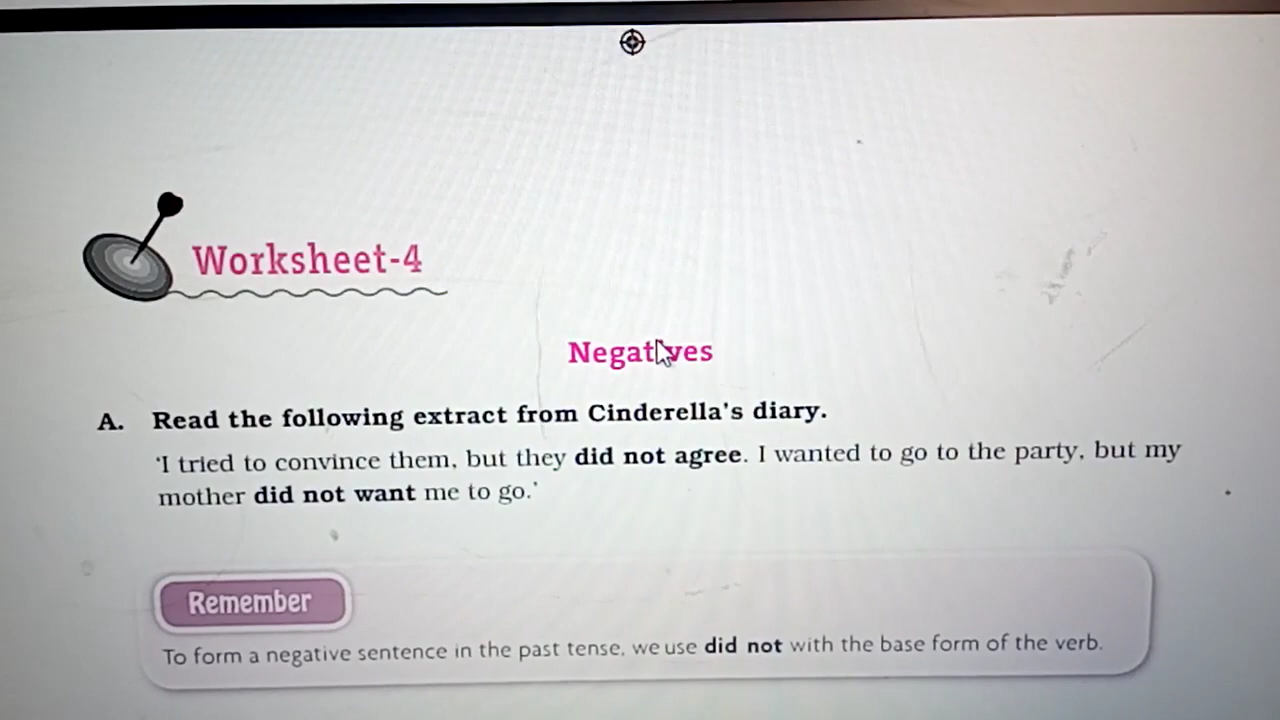 Worksheet-4
Negatives
A. Read the following extract from Cinderella's diary.
'I tried to convince them, but they did not agree. I wanted to go to the party, but my
mother did not want me to go.'
Remember
To form a negative sentence in the past tense, we use did not with the base form of the verb.